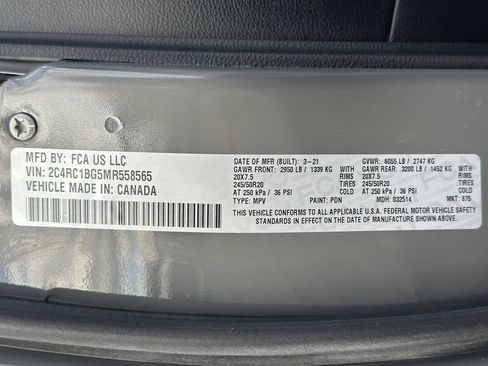 MFD BY: FCA US LLC
VIN: 2C4RC1BG5MR558565
VEHICLE MADE IN: CANADA
DATE OF MFR (BUILT): 3-21 GVWR: 6055 LB / 2747 KG
GAWR FRONT: 2950 LB / 1339 KG WITH GAWR REAR: 3200 LB / 1452 KG WITH
20X7.5 RIMS 20X7.5 RIMS
245/50R20 TIRES 245/50R20 TIRES
AT 250 kPa / 36 PSI COLD AT 250 kPa / 36 PSI COLD
THIS VEHICLE CONFORMS TO ALL APPLICABLE U.S.A. FEDERAL MOTOR VEHICLE SAFETY
STANDARDS IN EFFECT ON THE DATE OF MANUFACTURE SHOWN ABOVE.
TYPE: MPV PAINT: PDN MDH: 032514 MKT: 875